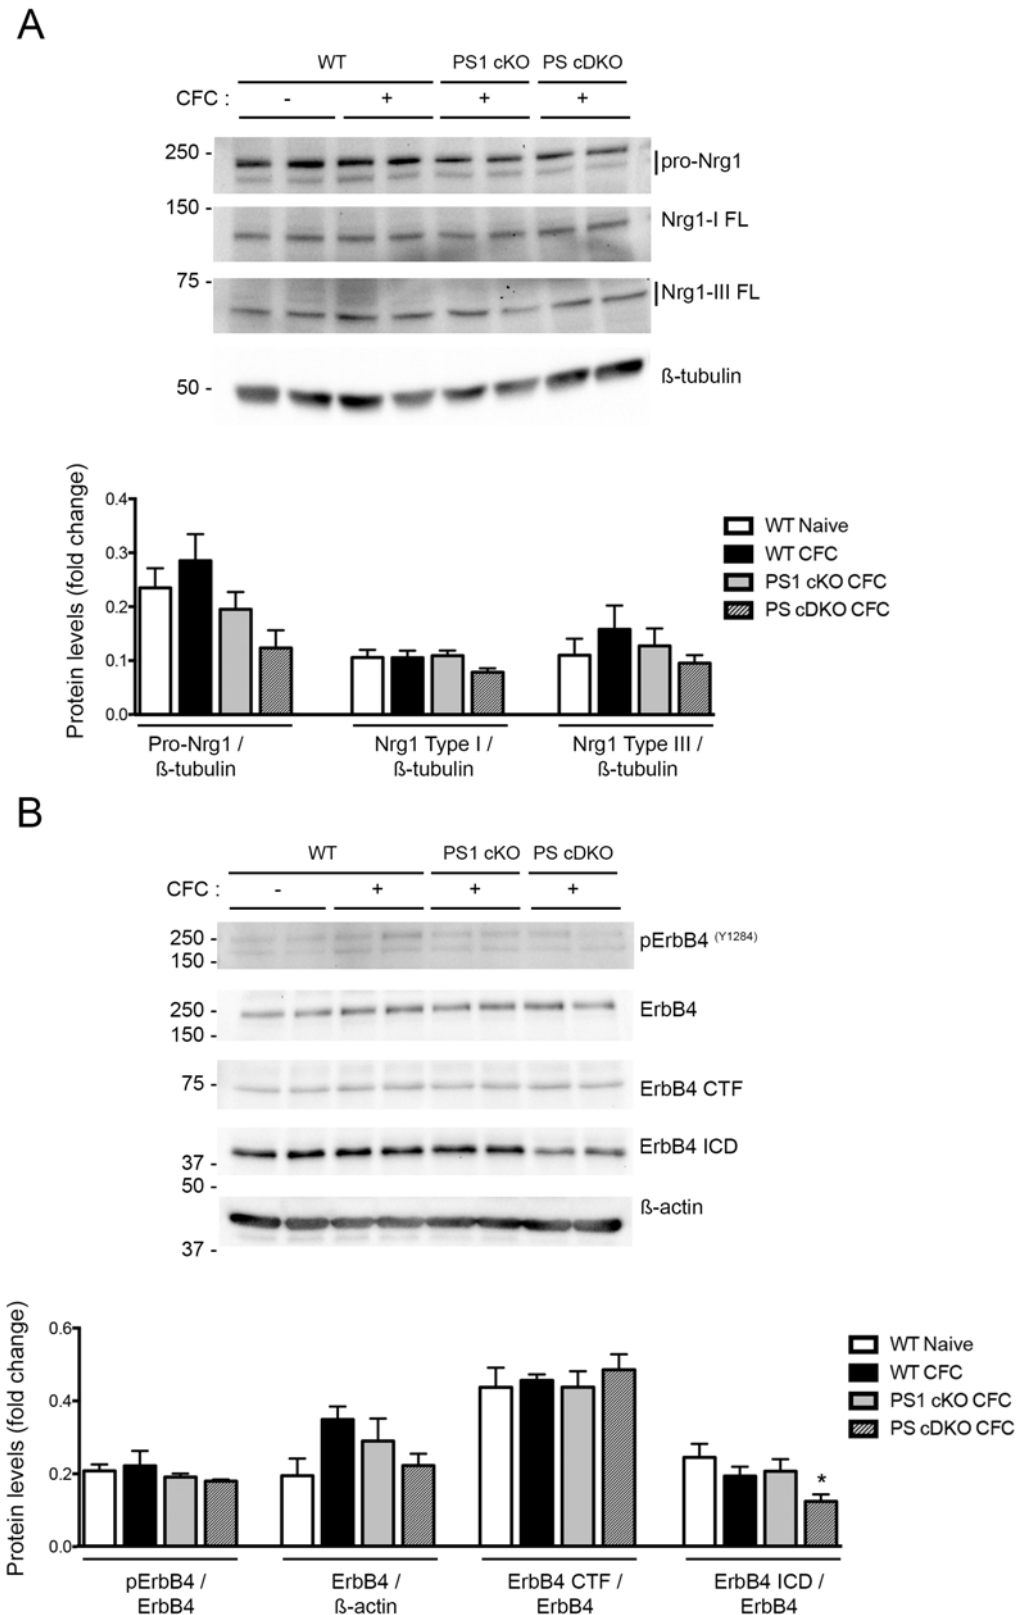 A
WT PS1 cKO PS cDKO
CFC : - + + +
250 - pro-Nrg1
150 - Nrg1-I FL
75 - Nrg1-III FL
50 - ß-tubulin
Protein levels (fold change)
0.4
0.3
0.2
0.1
0.0
WT Naive
WT CFC
PS1 cKO CFC
PS cDKO CFC
Pro-Nrg1 / Nrg1 Type I / Nrg1 Type III /
ß-tubulin ß-tubulin ß-tubulin
B
WT PS1 cKO PS cDKO
CFC : - + + +
250 - pErbB4 (Y1284)
150 -
250 - ErbB4
150 -
75 - ErbB4 CTF
ErbB4 ICD
37 -
50 -
ß-actin
37 -
Protein levels (fold change)
0.6
0.4
0.2
0.0
*
WT Naive
WT CFC
PS1 cKO CFC
PS cDKO CFC
pErbB4 / ErbB4 / ErbB4 CTF / ErbB4 ICD /
ErbB4 ß-actin ErbB4 ErbB4